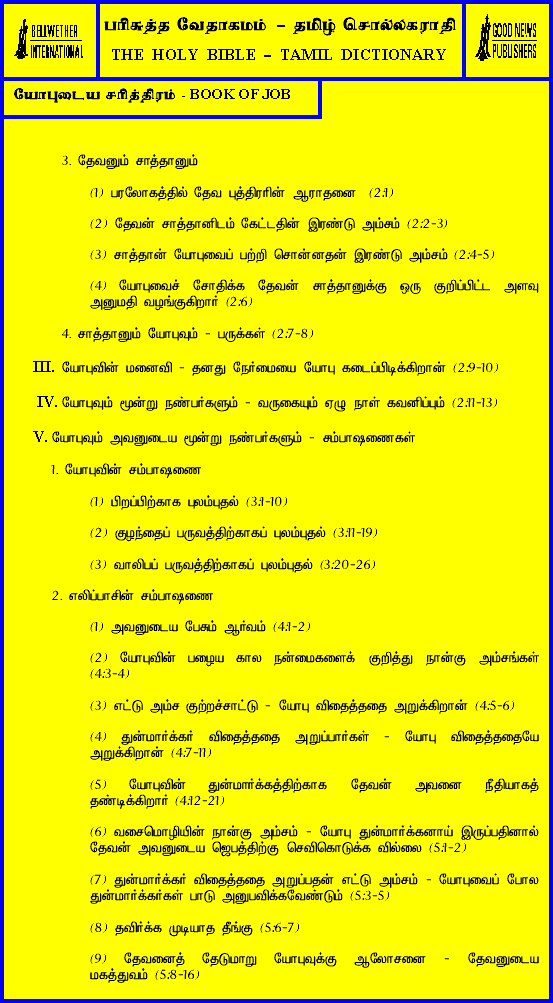 BELLWETHER
INTERNATIONAL
பரிசுத்த வேதாகமம் – தமிழ் சொல்லகராதி
THE HOLY BIBLE – TAMIL DICTIONARY
GOOD NEWS
PUBLISHERS
யோபுடைய சரித்திரம் - BOOK OF JOB
3. தேவனும் சாத்தானும்
(1) பரலோகத்தில் தேவ புத்திரரின் ஆராதனை (2:1)
(2) தேவன் சாத்தானிடம் கேட்டதின் இரண்டு அம்சம் (2:2-3)
(3) சாத்தான் யோபுவைப் பற்றி சொன்னதன் இரண்டு அம்சம் (2:4-5)
(4) யோபுவைச் சோதிக்க தேவன் சாத்தானுக்கு ஒரு குறிப்பிட்ட அளவு
அனுமதி வழங்குகிறார் (2:6)
4. சாத்தானும் யோபுவும் - பருக்கள் (2:7-8)
III. யோபுவின் மனைவி - தனது நேர்மையை யோபு கடைப்பிடிக்கிறான் (2:9-10)
IV. யோபுவும் மூன்று நண்பர்களும் - வருகையும் ஏழு நாள் கவனிப்பும் (2:11-13)
V. யோபுவும் அவனுடைய மூன்று நண்பர்களும் - சம்பாஷணைகள்
1. யோபுவின் சம்பாஷணை
(1) பிறப்பிற்காக புலம்புதல் (3:1-10)
(2) குழந்தைப் பருவத்திற்காகப் புலம்புதல் (3:11-19)
(3) வாலிபப் பருவத்திற்காகப் புலம்புதல் (3:20-26)
2. எலிப்பாசின் சம்பாஷணை
(1) அவனுடைய பேசும் ஆர்வம் (4:1-2)
(2) யோபுவின் பழைய கால நன்மைகளைக் குறித்து நான்கு அம்சங்கள்
(4:3-4)
(3) எட்டு அம்ச குற்றச்சாட்டு - யோபு விதைத்ததை அறுக்கிறான் (4:5-6)
(4) துன்மார்க்கர் விதைத்ததை அறுப்பார்கள் - யோபு விதைத்ததையே
அறுக்கிறான் (4:7-11)
(5) யோபுவின் துன்மார்க்கத்திற்காக தேவன் அவனை நீதியாகத்
தண்டிக்கிறார் (4:12-21)
(6) வசைமொழியின் நான்கு அம்சம் - யோபு துன்மார்க்கனாய் இருப்பதினால்
தேவன் அவனுடைய ஜெபத்திற்கு செவிகொடுக்க வில்லை (5:1-2)
(7) துன்மார்க்கர் விதைத்ததை அறுப்பதன் எட்டு அம்சம் - யோபுவைப் போல
துன்மார்க்கர்கள் பாடு அனுபவிக்கவேண்டும் (5:3-5)
(8) தவிர்க்க முடியாத தீங்கு (5:6-7)
(9) தேவனைத் தேடுமாறு யோபுவுக்கு ஆலோசனை - தேவனுடைய
மகத்துவம் (5:8-16)